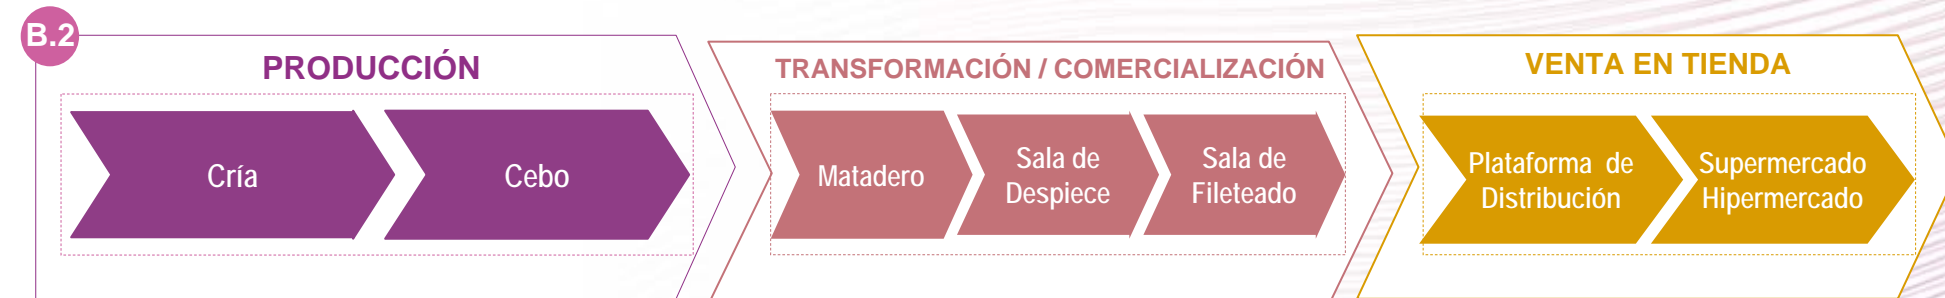 B.2
PRODUCCIÓN
Cría
Cebo
TRANSFORMACIÓN / COMERCIALIZACIÓN
Matadero
Sala de
Despiece
Sala de
Fileteado
VENTA EN TIENDA
Plataforma de
Distribución
Supermercado
Hipermercado